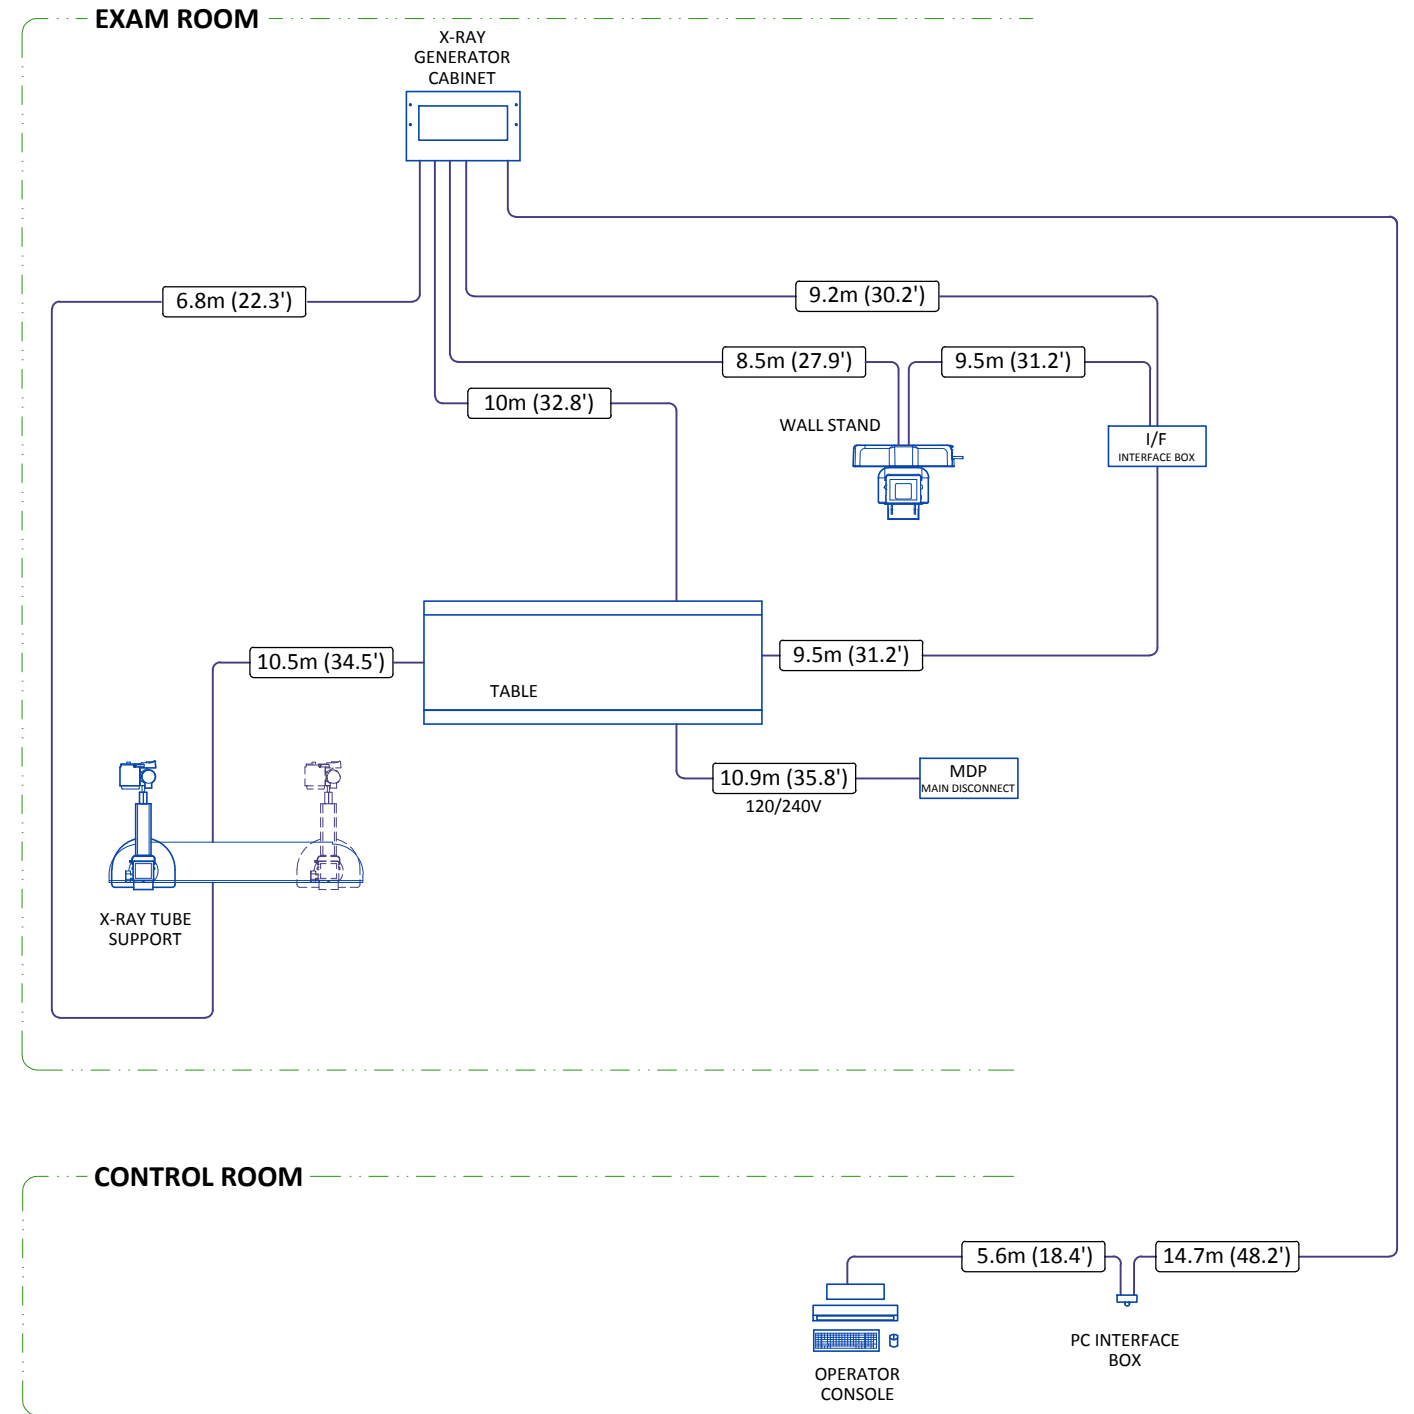 EXAM ROOM
X-RAY
GENERATOR
CABINET
6.8m (22.3')
9.2m (30.2')
8.5m (27.9')
9.5m (31.2')
10m (32.8')
WALL STAND
I/F
INTERFACE BOX
10.5m (34.5')
9.5m (31.2')
TABLE
10.9m (35.8')
120/240V
MDP
MAIN DISCONNECT
X-RAY TUBE
SUPPORT
CONTROL ROOM
5.6m (18.4')
14.7m (48.2')
PC INTERFACE
BOX
OPERATOR
CONSOLE